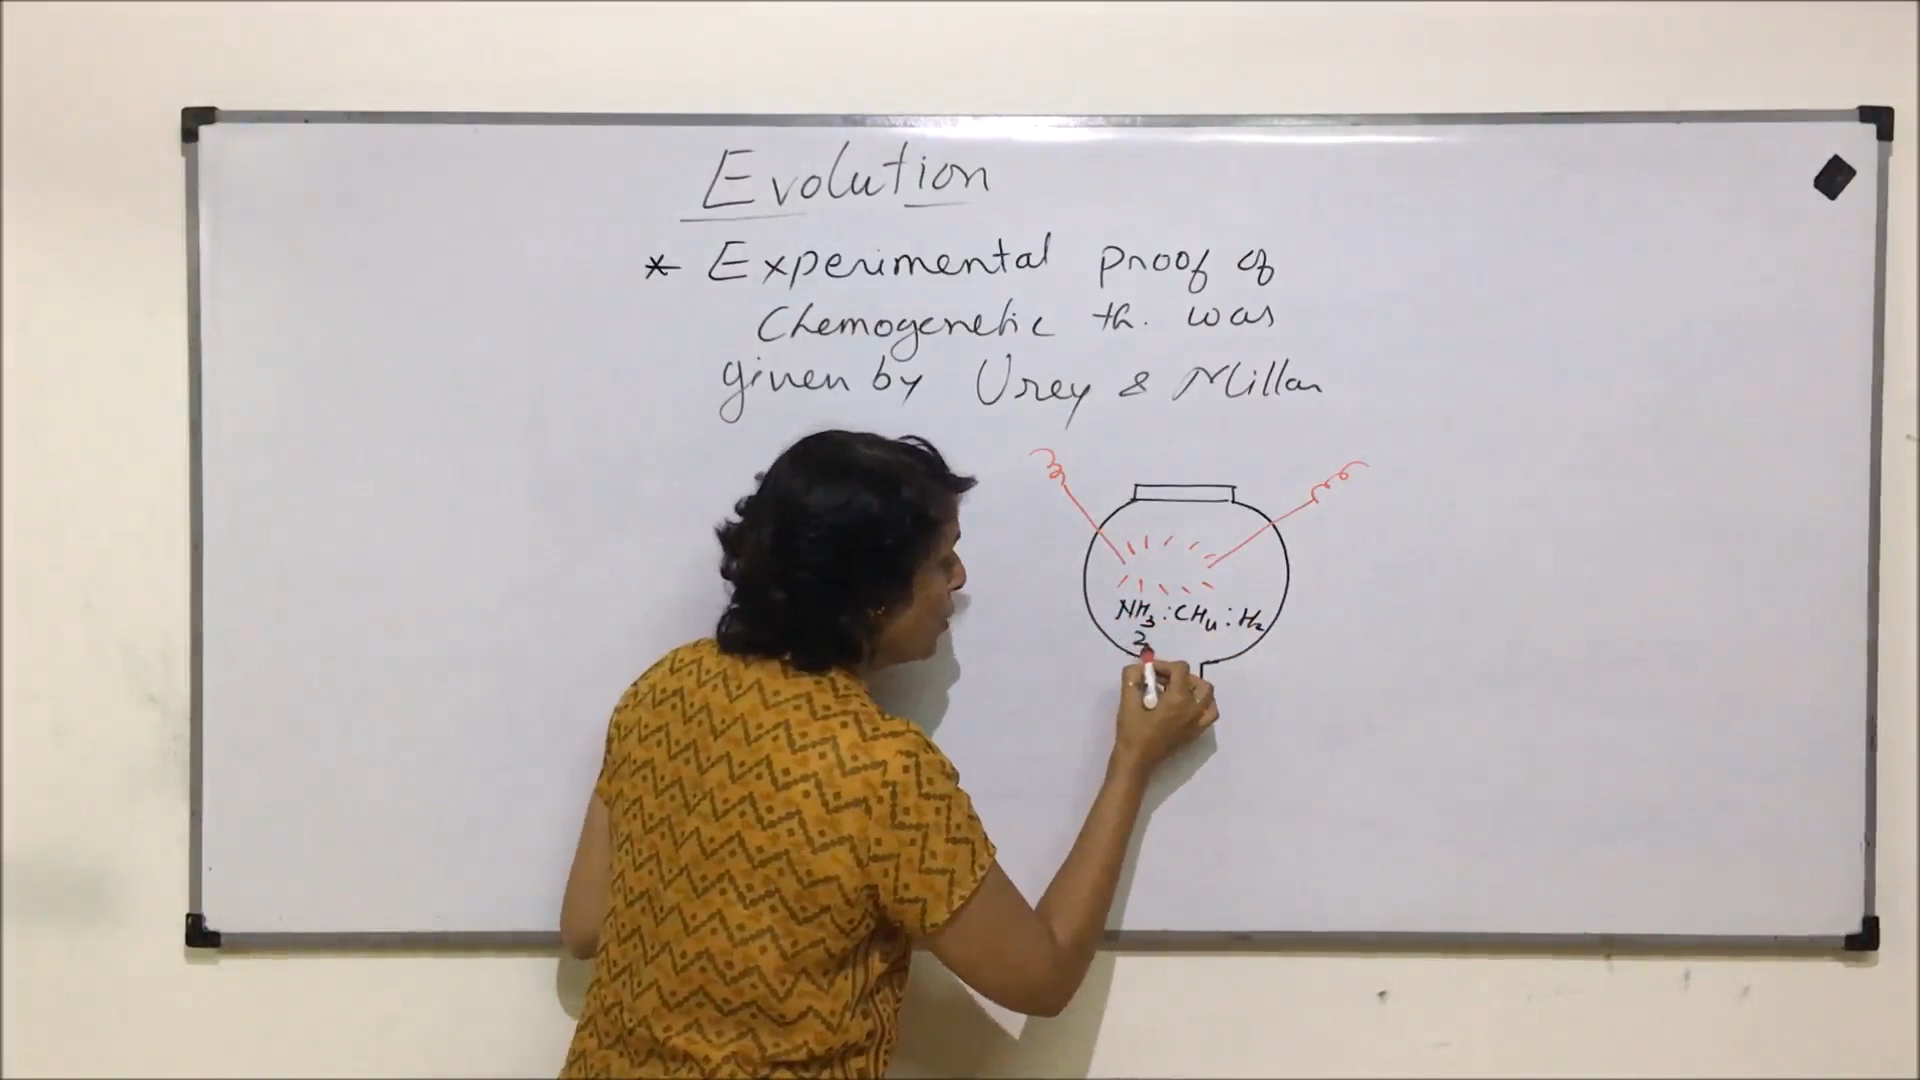 Evolution
* Experimental proof of
Chemogenetic th. was
given by Urey & Millar
NH3:CH4:H2
2